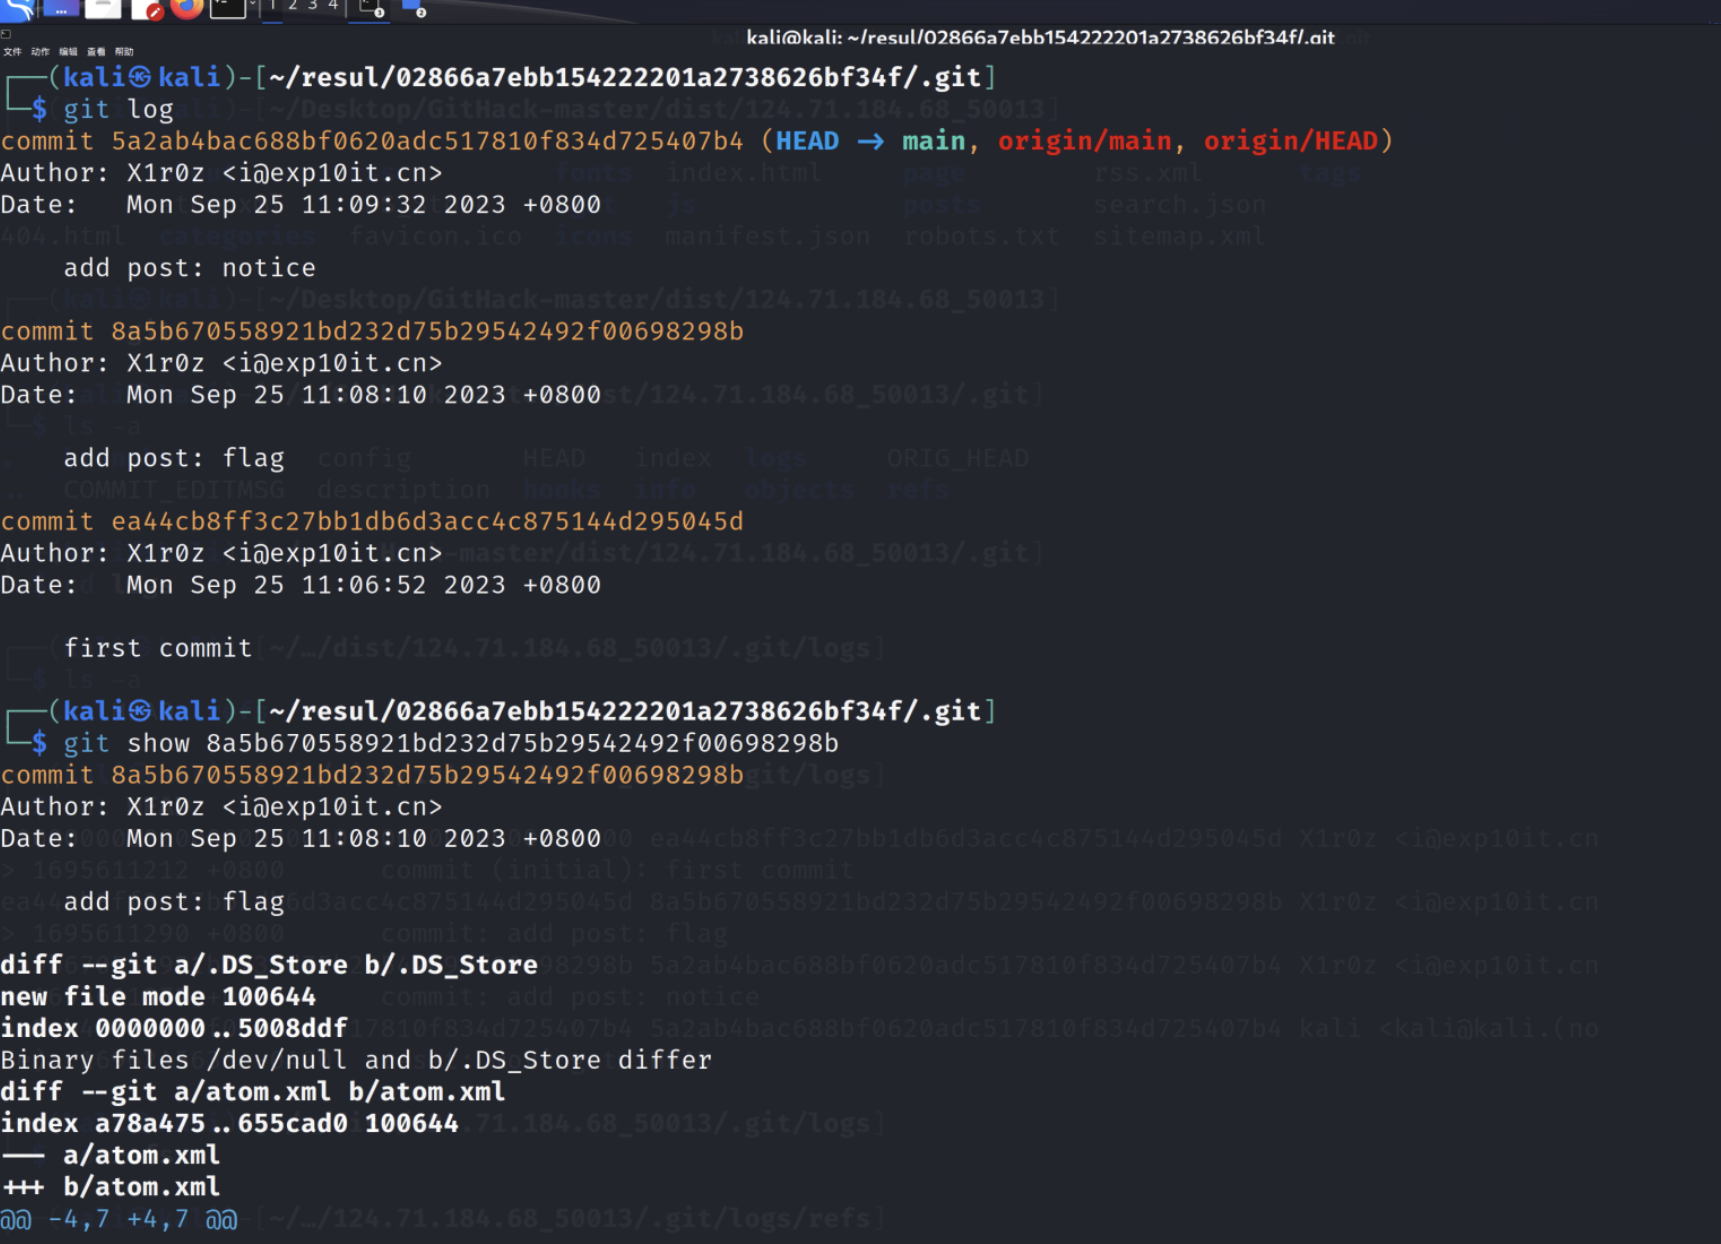 1 2 3 4
kali@kali: ~/resul/02866a7ebb154222201a2738626bf34f/.git
文件 动作 编辑 查看 帮助
┌──(kali㉿kali)-[~/resul/02866a7ebb154222201a2738626bf34f/.git]
└─$ git log
commit 5a2ab4bac688bf0620adc517810f834d725407b4 (HEAD → main, origin/main, origin/HEAD)
Author: X1r0z <i@exp10it.cn>
Date:   Mon Sep 25 11:09:32 2023 +0800
    add post: notice
commit 8a5b670558921bd232d75b29542492f00698298b
Author: X1r0z <i@exp10it.cn>
Date:   Mon Sep 25 11:08:10 2023 +0800
    add post: flag
commit ea44cb8ff3c27bb1db6d3acc4c875144d295045d
Author: X1r0z <i@exp10it.cn>
Date:   Mon Sep 25 11:06:52 2023 +0800
    first commit
┌──(kali㉿kali)-[~/resul/02866a7ebb154222201a2738626bf34f/.git]
└─$ git show 8a5b670558921bd232d75b29542492f00698298b
commit 8a5b670558921bd232d75b29542492f00698298b
Author: X1r0z <i@exp10it.cn>
Date:   Mon Sep 25 11:08:10 2023 +0800
    add post: flag
diff --git a/.DS_Store b/.DS_Store
new file mode 100644
index 0000000..5008ddf
Binary files /dev/null and b/.DS_Store differ
diff --git a/atom.xml b/atom.xml
index a78a475..655cad0 100644
--- a/atom.xml
+++ b/atom.xml
@@ -4,7 +4,7 @@